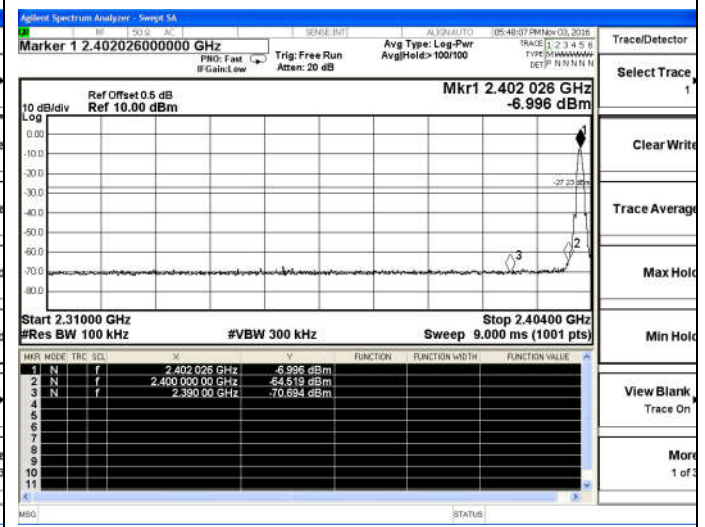 Agilent Spectrum Analyzer - Swept SA
RF 50 Ω AC SENSE:INT ALIGNAUTO 05:48:07 PM Nov 03, 2016
Marker 1 2.402026000000 GHz
PNO: Fast
IFGain:Low
Trig: Free Run
Atten: 20 dB
Avg Type: Log-Pwr
Avg|Hold:> 100/100
TRACE 1 2 3 4 5 6
TYPE M WWWWW
DET P N N N N N
Trace/Detector
Select Trace
1
Clear Write
Trace Average
Max Hold
Min Hold
View Blank
Trace On
More
1 of 3
Ref Offset 0.5 dB
Ref 10.00 dBm
10 dB/div
Log
Mkr1 2.402 026 GHz
-6.996 dBm
0.00
-10.0
-20.0
-30.0
-40.0
-50.0
-60.0
-70.0
-80.0
1
-27.23 dBm
2
3
Start 2.31000 GHz
Stop 2.40400 GHz
#Res BW 100 kHz
#VBW 300 kHz
Sweep 9.000 ms (1001 pts)
MKR MODE TRC SCL X Y FUNCTION FUNCTION WIDTH FUNCTION VALUE
1 N f 2.402 026 GHz -6.996 dBm
2 N f 2.400 000 00 GHz -64.519 dBm
3 N f 2.390 00 GHz -70.694 dBm
4
5
6
7
8
9
10
11
MSG
STATUS